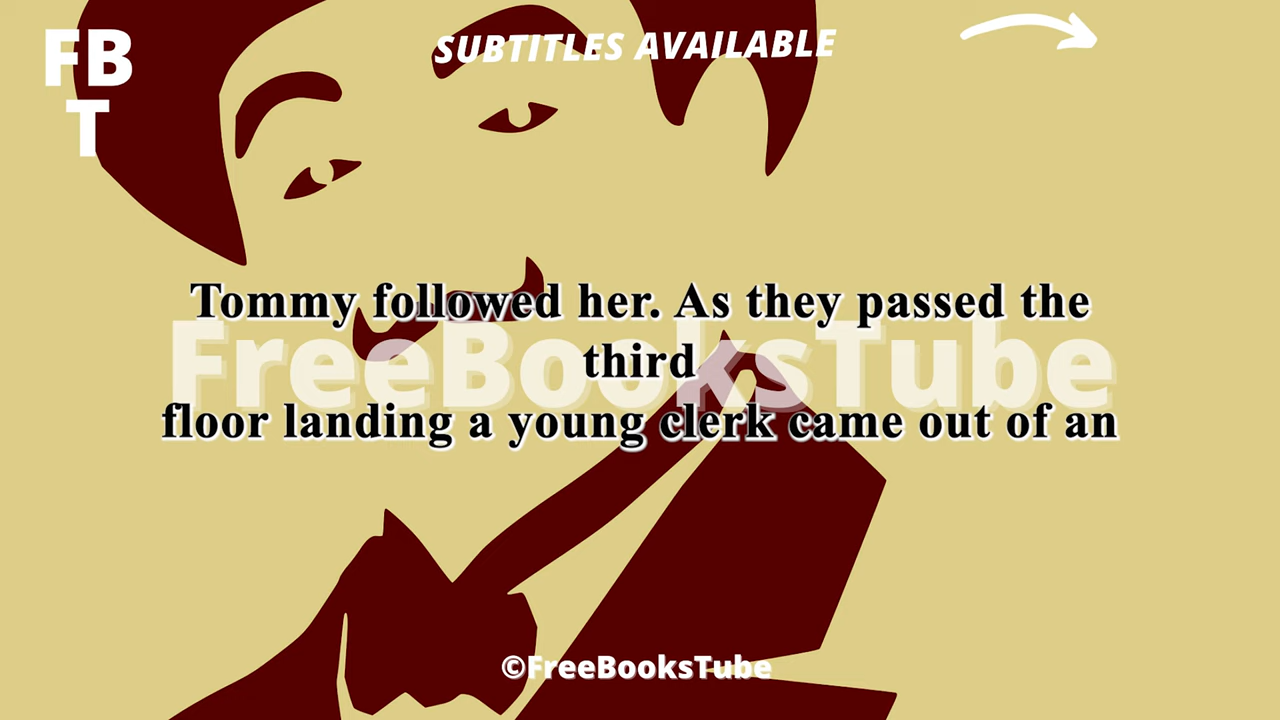 FB
T
SUBTITLES AVAILABLE
Tommy followed her. As they passed the
third
FreeBooksTube
floor landing a young clerk came out of an
©FreeBooksTube